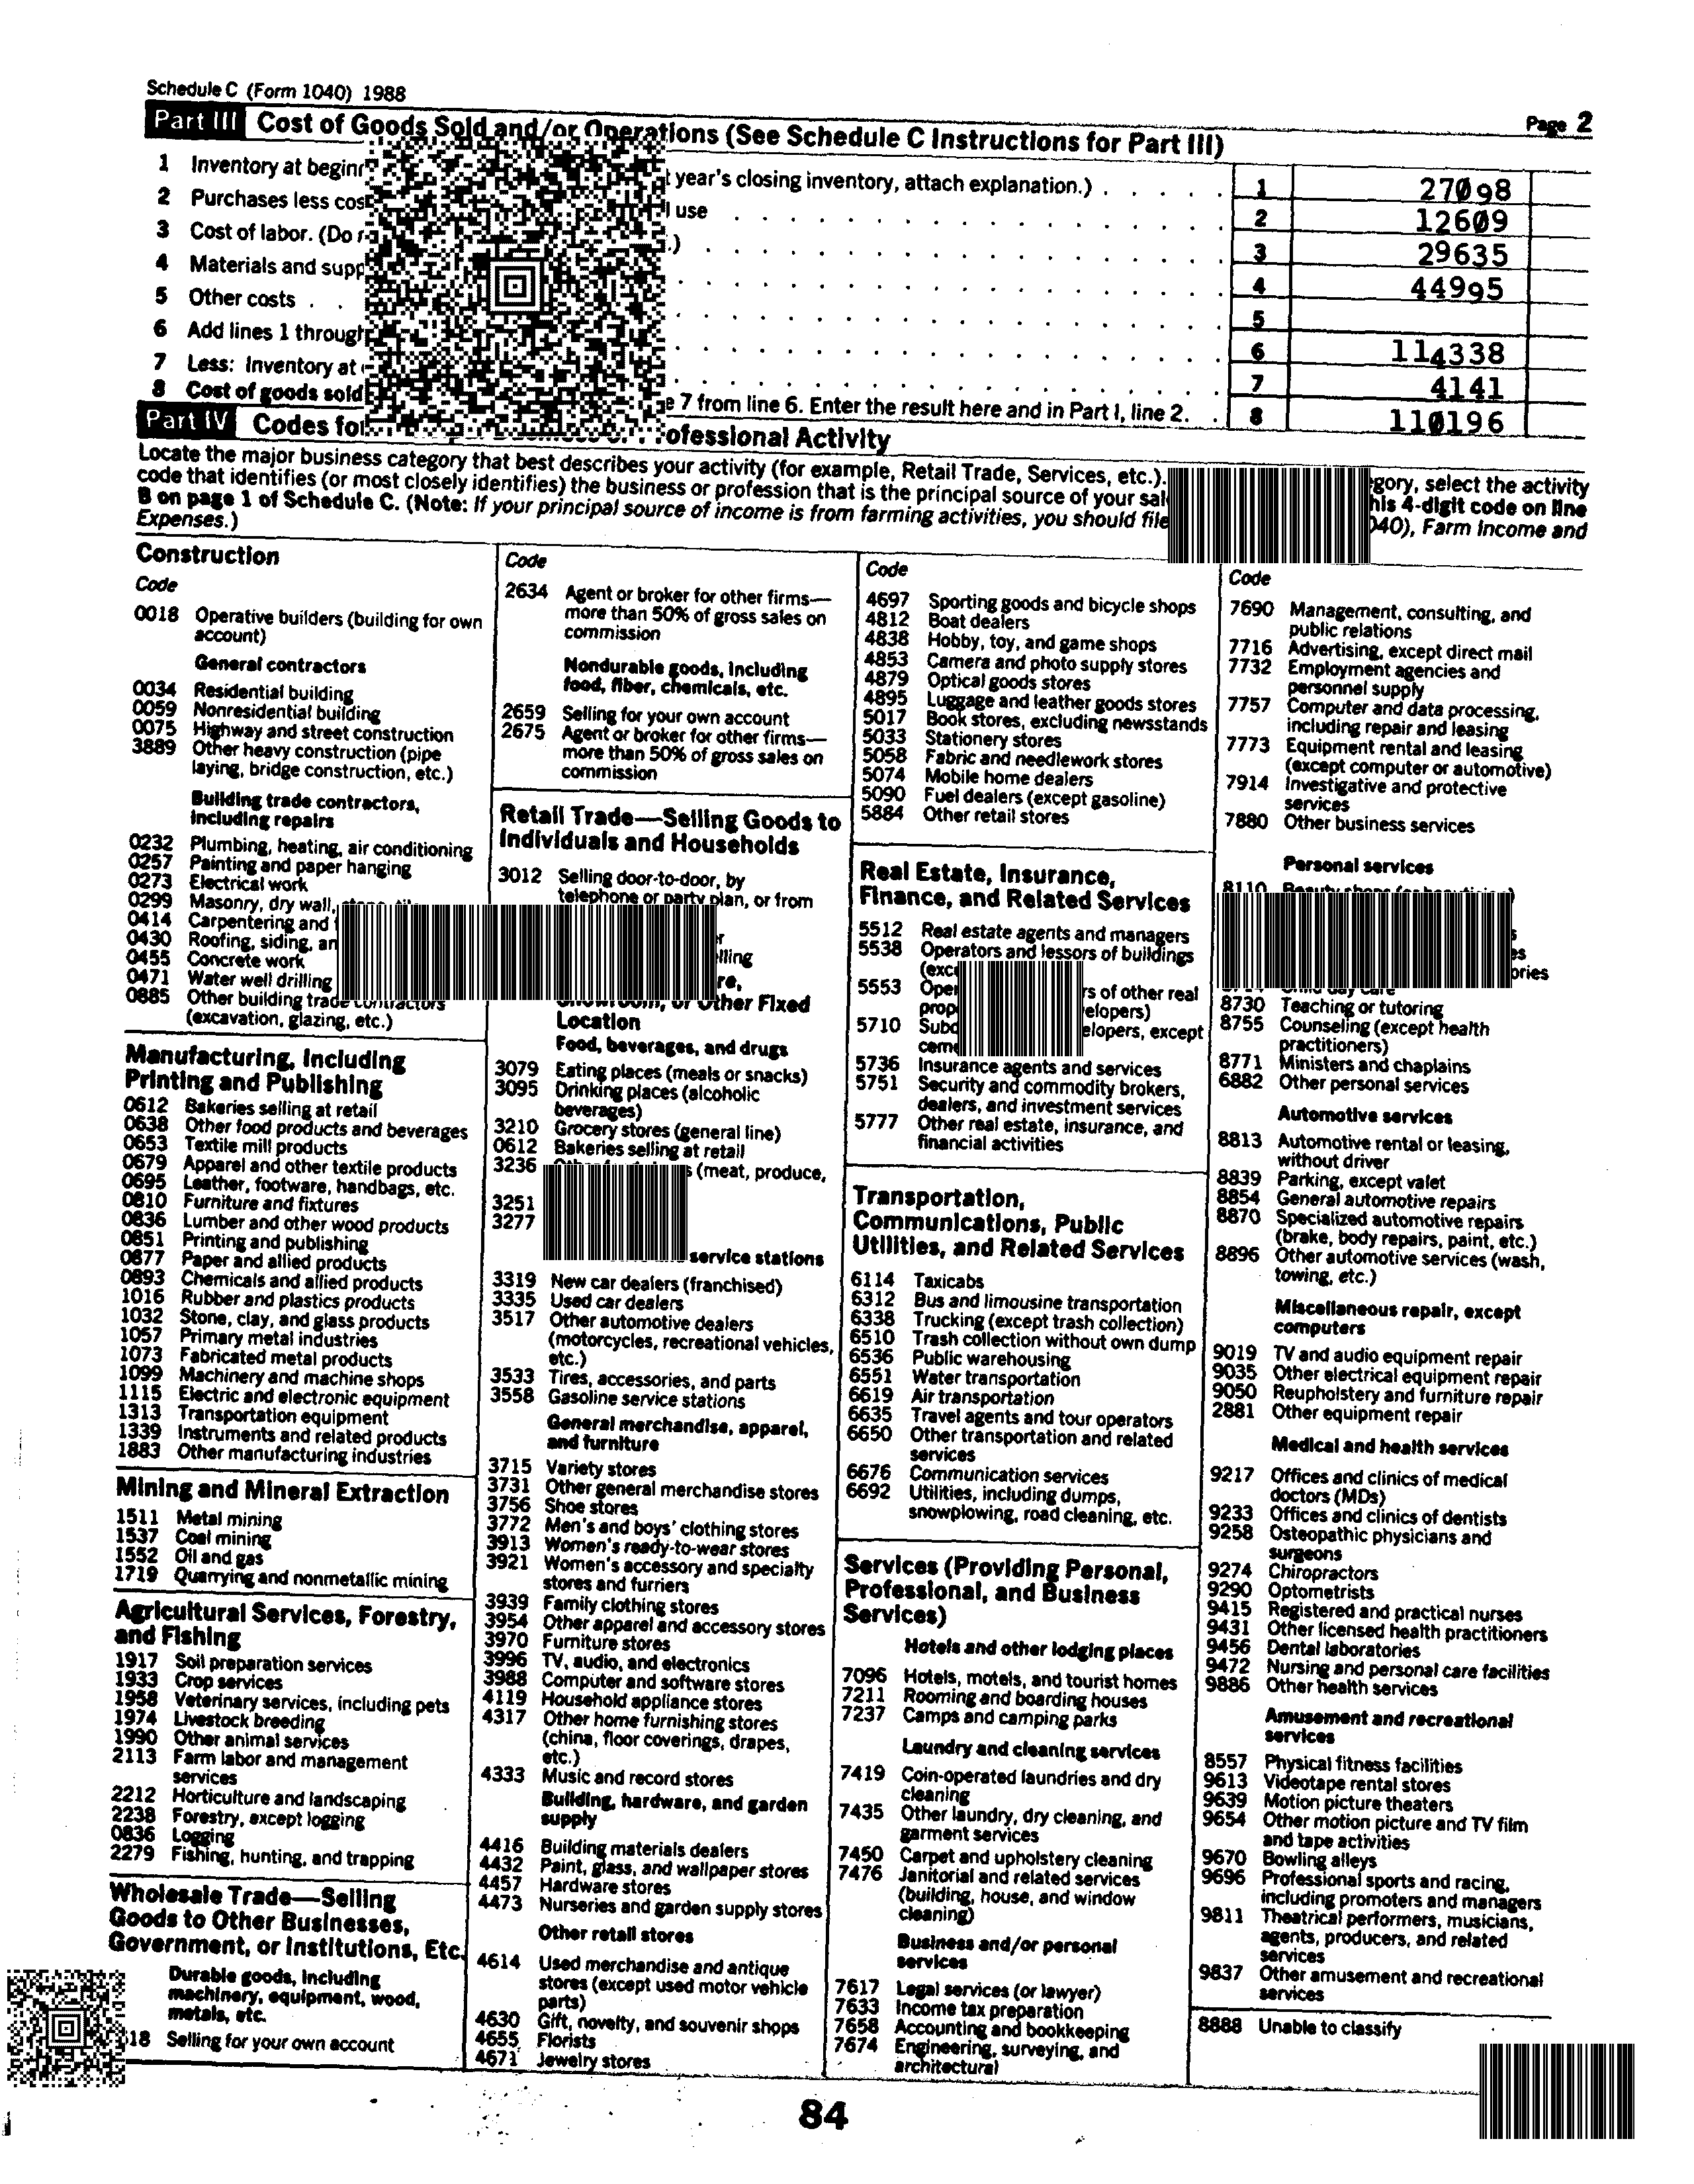 Schedule C (Form 1040) 1988
Page 2
Part III Cost of Goods Sold and/or Operations (See Schedule C Instructions for Part III)
1 Inventory at year's closing inventory, attach explanation.) 1 27098
2 Purchases less use 2 12609
3 Cost of labor. (Do 3 29635
4 Materials and 4 44995
5 Other costs 5
6 Add lines 1 through 6 114338
7 Less: Inventory at 7 4141
8 Cost of goods sold 7 from line 6. Enter the result here and in Part I, line 2. 8 110196
Part IV Codes for Professional Activity
Locate the major business category that best describes your activity (for example, Retail Trade, Services, etc.). select the activity
code that identifies (or most closely identifies) the business or profession that is the principal source of your 4-digit code on line
B on page 1 of Schedule C. (Note: If your principal source of income is from farming activities, you should file Farm Income and
Expenses.)
Construction
Code
0018 Operative builders (building for own
account)
General contractors
0034 Residential building
0059 Nonresidential building
0075 Highway and street construction
3889 Other heavy construction (pipe
laying, bridge construction, etc.)
Building trade contractors,
including repairs
0232 Plumbing, heating, air conditioning
0257 Painting and paper hanging
0273 Electrical work
0299 Masonry, dry wall,
0414 Carpentering and
0430 Roofing, siding,
0455 Concrete work
0471 Water well drilling
0885 Other building trade contractors
(excavation, glazing, etc.)
Manufacturing, Including
Printing and Publishing
0612 Bakeries selling at retail
0638 Other food products and beverages
0653 Textile mill products
0679 Apparel and other textile products
0695 Leather, footware, handbags, etc.
0810 Furniture and fixtures
0836 Lumber and other wood products
0851 Printing and publishing
0877 Paper and allied products
0893 Chemicals and allied products
1016 Rubber and plastics products
1032 Stone, clay, and glass products
1057 Primary metal industries
1073 Fabricated metal products
1099 Machinery and machine shops
1115 Electric and electronic equipment
1313 Transportation equipment
1339 Instruments and related products
1883 Other manufacturing industries
Mining and Mineral Extraction
1511 Metal mining
1537 Coal mining
1552 Oil and gas
1719 Quarrying and nonmetallic mining
Agricultural Services, Forestry,
and Fishing
1917 Soil preparation services
1933 Crop services
1958 Veterinary services, including pets
1974 Livestock breeding
1990 Other animal services
2113 Farm labor and management
services
2212 Horticulture and landscaping
2238 Forestry, except logging
0836 Logging
2279 Fishing, hunting, and trapping
Wholesale Trade—Selling
Goods to Other Businesses,
Government, or Institutions, Etc.
Durable goods, including
machinery, equipment, wood,
metals, etc.
Selling for your own account
Code
2634 Agent or broker for other firms—
more than 50% of gross sales on
commission
Nondurable goods, including
food, fiber, chemicals, etc.
2659 Selling for your own account
2675 Agent or broker for other firms—
more than 50% of gross sales on
commission
Retail Trade—Selling Goods to
Individuals and Households
3012 Selling door-to-door, by
telephone or party plan, or from
Showroom, or Other Fixed
Location
Food, beverages, and drugs
3079 Eating places (meals or snacks)
3095 Drinking places (alcoholic
beverages)
3210 Grocery stores (general line)
0612 Bakeries selling at retail
3236 (meat, produce,
3251
3277
service stations
3319 New car dealers (franchised)
3335 Used car dealers
3517 Other automotive dealers
(motorcycles, recreational vehicles,
etc.)
3533 Tires, accessories, and parts
3558 Gasoline service stations
General merchandise, apparel,
and furniture
3715 Variety stores
3731 Other general merchandise stores
3756 Shoe stores
3772 Men's and boys' clothing stores
3913 Women's ready-to-wear stores
3921 Women's accessory and specialty
stores and furriers
3939 Family clothing stores
3954 Other apparel and accessory stores
3970 Furniture stores
3996 TV, audio, and electronics
3988 Computer and software stores
4119 Household appliance stores
4317 Other home furnishing stores
(china, floor coverings, drapes,
etc.)
4333 Music and record stores
Building, hardware, and garden
supply
4416 Building materials dealers
4432 Paint, glass, and wallpaper stores
4457 Hardware stores
4473 Nurseries and garden supply stores
Other retail stores
4614 Used merchandise and antique
stores (except used motor vehicle
parts)
4630 Gift, novelty, and souvenir shops
4655 Florists
4671 Jewelry stores
Code
4697 Sporting goods and bicycle shops
4812 Boat dealers
4838 Hobby, toy, and game shops
4853 Camera and photo supply stores
4879 Optical goods stores
4895 Luggage and leather goods stores
5017 Book stores, excluding newsstands
5033 Stationery stores
5058 Fabric and needlework stores
5074 Mobile home dealers
5090 Fuel dealers (except gasoline)
5884 Other retail stores
Real Estate, Insurance,
Finance, and Related Services
5512 Real estate agents and managers
5538 Operators and lessors of buildings
5553 of other real
5710 except
5736 Insurance agents and services
5751 Security and commodity brokers,
dealers, and investment services
5777 Other real estate, insurance, and
financial activities
Transportation,
Communications, Public
Utilities, and Related Services
6114 Taxicabs
6312 Bus and limousine transportation
6338 Trucking (except trash collection)
6510 Trash collection without own dump
6536 Public warehousing
6551 Water transportation
6619 Air transportation
6635 Travel agents and tour operators
6650 Other transportation and related
services
6676 Communication services
6692 Utilities, including dumps,
snowplowing, road cleaning, etc.
Services (Providing Personal,
Professional, and Business
Services)
Hotels and other lodging places
7096 Hotels, motels, and tourist homes
7211 Rooming and boarding houses
7237 Camps and camping parks
Laundry and cleaning services
7419 Coin-operated laundries and dry
cleaning
7435 Other laundry, dry cleaning, and
garment services
7450 Carpet and upholstery cleaning
7476 Janitorial and related services
(building, house, and window
cleaning)
Business and/or personal
services
7617 Legal services (or lawyer)
7633 Income tax preparation
7658 Accounting and bookkeeping
7674 Engineering, surveying, and
architectural
Code
7690 Management, consulting, and
public relations
7716 Advertising, except direct mail
7732 Employment agencies and
personnel supply
7757 Computer and data processing,
including repair and leasing
7773 Equipment rental and leasing
(except computer or automotive)
7914 Investigative and protective
services
7880 Other business services
Personal services
8110
8730 Teaching or tutoring
8755 Counseling (except health
practitioners)
8771 Ministers and chaplains
6882 Other personal services
Automotive services
8813 Automotive rental or leasing,
without driver
8839 Parking, except valet
8854 General automotive repairs
8870 Specialized automotive repairs
(brake, body repairs, paint, etc.)
8896 Other automotive services (wash,
towing, etc.)
Miscellaneous repair, except
computers
9019 TV and audio equipment repair
9035 Other electrical equipment repair
9050 Reupholstery and furniture repair
2881 Other equipment repair
Medical and health services
9217 Offices and clinics of medical
doctors (MDs)
9233 Offices and clinics of dentists
9258 Osteopathic physicians and
surgeons
9274 Chiropractors
9290 Optometrists
9415 Registered and practical nurses
9431 Other licensed health practitioners
9456 Dental laboratories
9472 Nursing and personal care facilities
9886 Other health services
Amusement and recreational
services
8557 Physical fitness facilities
9613 Videotape rental stores
9639 Motion picture theaters
9654 Other motion picture and TV film
and tape activities
9670 Bowling alleys
9696 Professional sports and racing,
including promoters and managers
9811 Theatrical performers, musicians,
agents, producers, and related
services
9837 Other amusement and recreational
services
8888 Unable to classify
84